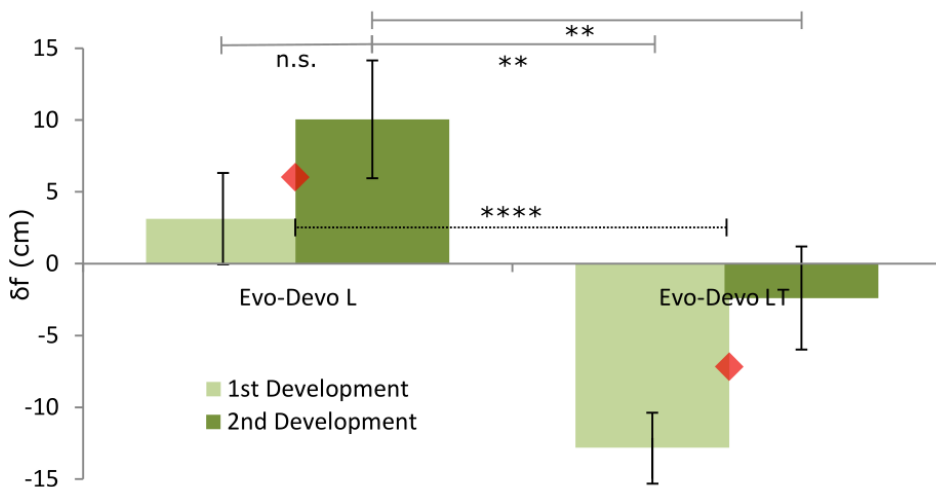 **
n.s.
**
15
10
5
0
-5
-10
-15
δf (cm)
****
Evo-Devo L
Evo-Devo LT
1st Development
2nd Development